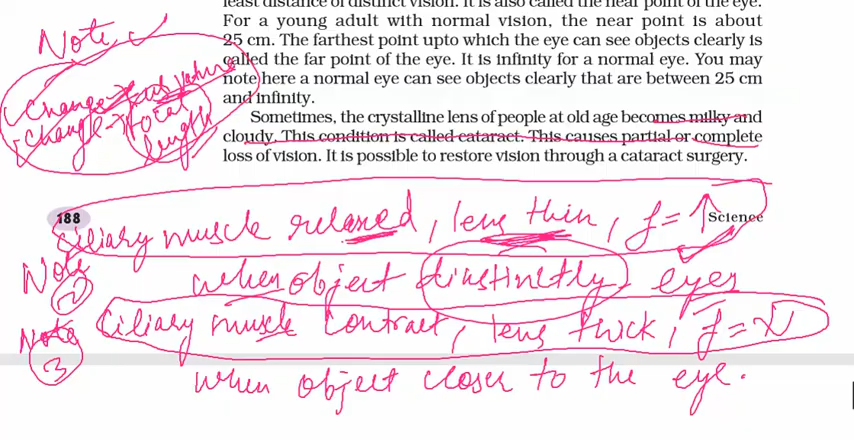 least distance of distinct vision. It is also called the near point of the eye.
For a young adult with normal vision, the near point is about
25 cm. The farthest point upto which the eye can see objects clearly is
called the far point of the eye. It is infinity for a normal eye. You may
note here a normal eye can see objects clearly that are between 25 cm
and infinity.
Sometimes, the crystalline lens of people at old age becomes milky and
cloudy. This condition is called cataract. This causes partial or complete
loss of vision. It is possible to restore vision through a cataract surgery.
Note
Change →
Change → focal
length
188
Science
Ciliary muscle relaxed, lens thin, f = ↑
Note
2
when object diistinctly eyes
Note
3
Ciliary muscle contract, lens thick, f =
when object closer to the eye.